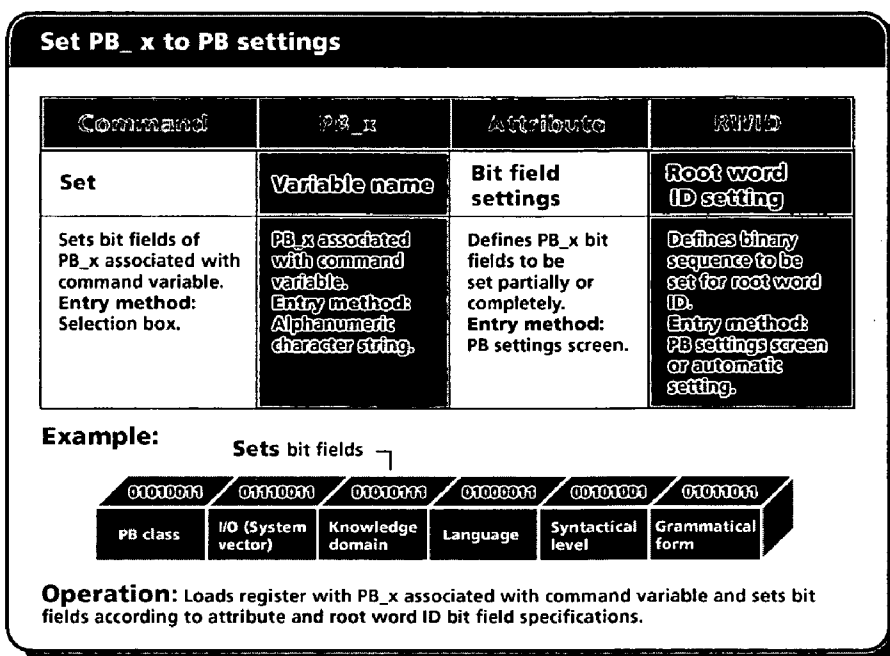 Set PB_ x to PB settings
Command PB_x Attribute RWID
Set Variable name Bit field
settings Root word
ID setting
Sets bit fields of
PB_x associated with
command variable.
Entry method:
Selection box.
PB_x associated
with command
variable.
Entry method:
Alphanumeric
character string.
Defines PB_x bit
fields to be
set partially or
completely.
Entry method:
PB settings screen.
Defines binary
sequence to be
set for root word
ID.
Entry method:
PB settings screen
or automatic
setting.
Example:
Sets bit fields
01010011 01110011 01010111 01000011 00101001 01011011
PB class I/O (System
vector) Knowledge
domain Language Syntactical
level Grammatical
form
Operation: Loads register with PB_x associated with command variable and sets bit
fields according to attribute and root word ID bit field specifications.